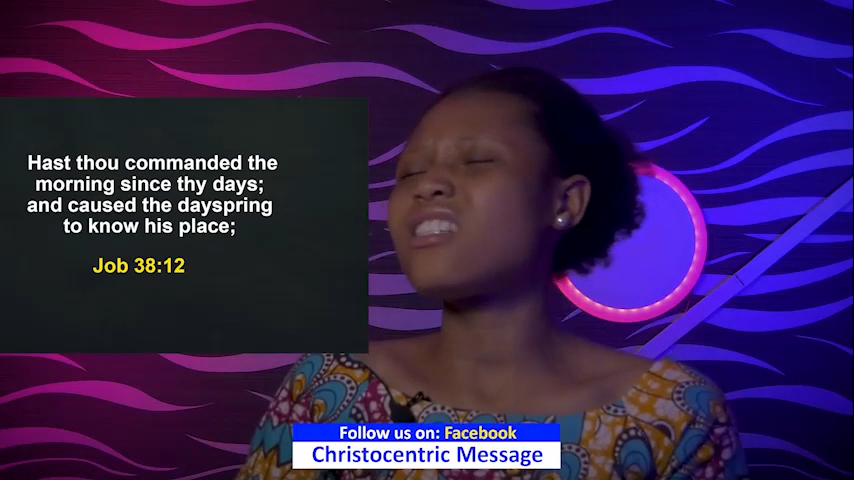 Hast thou commanded the
morning since thy days;
and caused the dayspring
to know his place;
Job 38:12
Follow us on: Facebook
Christocentric Message